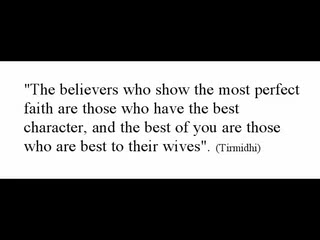 "The believers who show the most perfect
faith are those who have the best
character, and the best of you are those
who are best to their wives". (Tirmidhi)